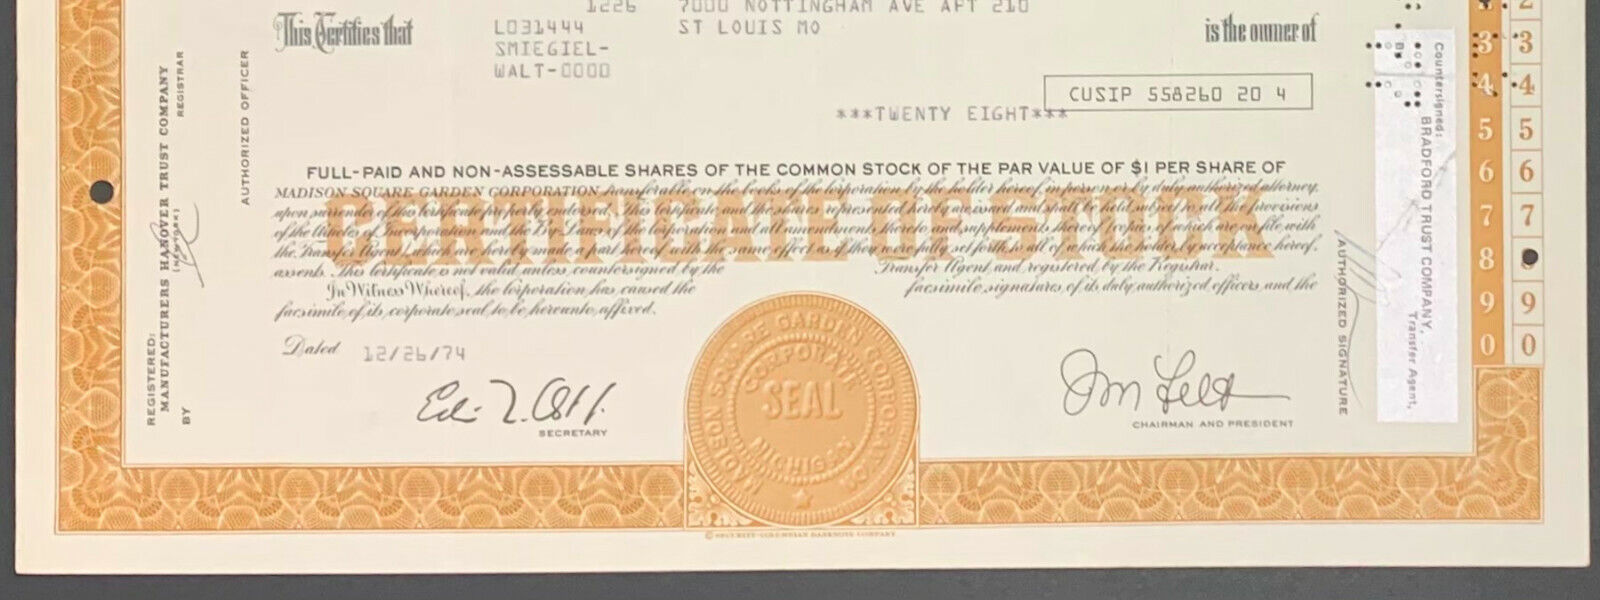 1226 7000 NOTTINGHAM AVE APT 210
This Certifies that L031444 ST LOUIS MO is the owner of
SMIEGIEL-
WALT-0000
CUSIP 558260 20 4
***TWENTY EIGHT***
FULL-PAID AND NON-ASSESSABLE SHARES OF THE COMMON STOCK OF THE PAR VALUE OF $1 PER SHARE OF
MADISON SQUARE GARDEN CORPORATION transferable on the books of the Corporation by the holder hereof in person or by duly authorized attorney,
upon surrender of this Certificate properly endorsed. This Certificate and the shares represented hereby are issued and shall be held subject to all the provisions
of the Articles of Incorporation and the By-Laws of the Corporation and all amendments thereto and supplements thereof (copies of which are on file with
the Transfer Agent), which are hereby made a part hereof with the same effect as if they were fully set forth, to all of which the holder, by acceptance hereof,
assents. This Certificate is not valid unless countersigned by the Transfer Agent and registered by the Registrar.
In Witness Whereof, the Corporation has caused the facsimile signatures of its duly authorized officers and the
facsimile of its corporate seal to be hereunto affixed.
CERTIFICATE OF STOCK
Dated 12/26/74
SECRETARY
CHAIRMAN AND PRESIDENT
MADISON SQUARE GARDEN CORPORATION
CORPORATE
SEAL
MICHIGAN
© SECURITY-COLUMBIAN BANKNOTE COMPANY
REGISTERED:
MANUFACTURERS HANOVER TRUST COMPANY
(NEW YORK)
REGISTRAR
BY
AUTHORIZED OFFICER
Countersigned:
BRADFORD TRUST COMPANY,
Transfer Agent,
By
AUTHORIZED SIGNATURE
2
3 3
4 4
5 5
6 6
7 7
8
9 9
0 0